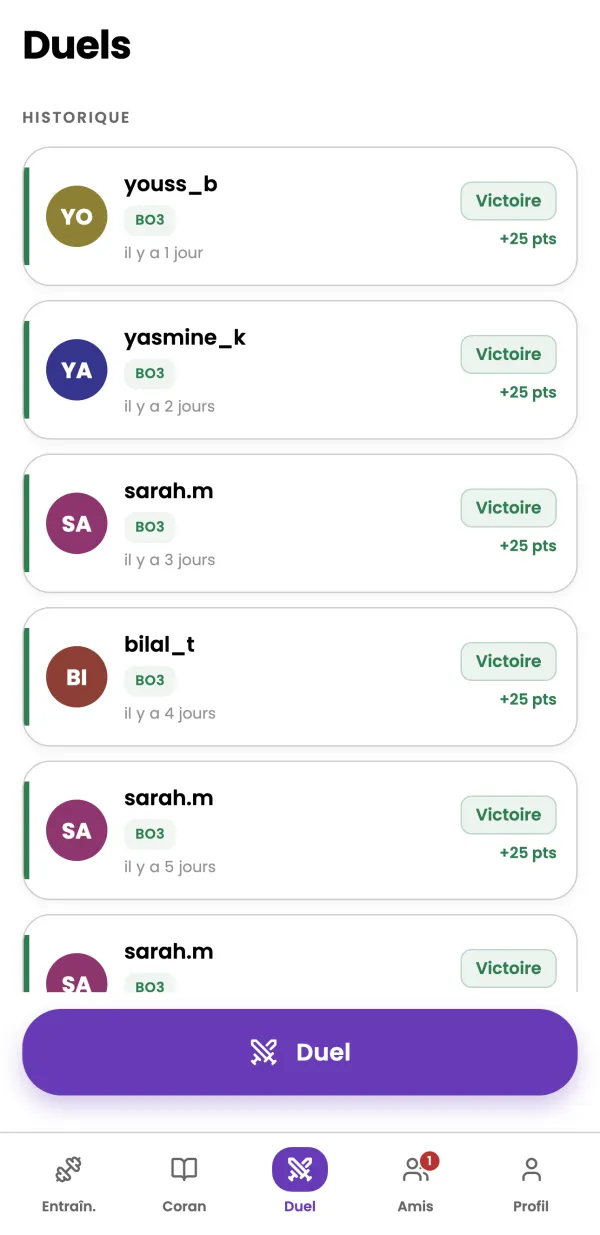 Duels
HISTORIQUE
YO
youss_b
BO3
il y a 1 jour
Victoire
+25 pts
YA
yasmine_k
BO3
il y a 2 jours
Victoire
+25 pts
SA
sarah.m
BO3
il y a 3 jours
Victoire
+25 pts
BI
bilal_t
BO3
il y a 4 jours
Victoire
+25 pts
SA
sarah.m
BO3
il y a 5 jours
Victoire
+25 pts
SA
sarah.m
BO3
Victoire
Duel
Entraîn.
Coran
Duel
1
Amis
Profil